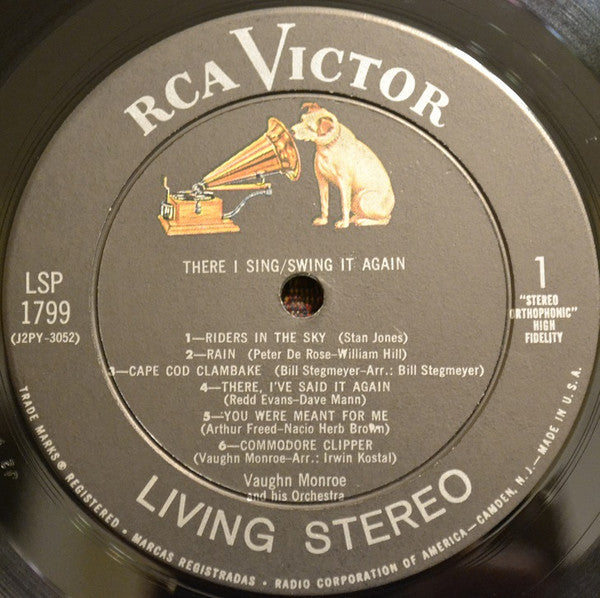 RCA VICTOR
THERE I SING/SWING IT AGAIN
LSP
1799
(J2PY-3052)
1
"STEREO
ORTHOPHONIC"
HIGH
FIDELITY
1—RIDERS IN THE SKY (Stan Jones)
2—RAIN (Peter De Rose–William Hill)
3—CAPE COD CLAMBAKE (Bill Stegmeyer–Arr.: Bill Stegmeyer)
4—THERE, I'VE SAID IT AGAIN
(Redd Evans–Dave Mann)
5—YOU WERE MEANT FOR ME
(Arthur Freed–Nacio Herb Brown)
6—COMMODORE CLIPPER
(Vaughn Monroe–Arr.: Irwin Kostal)
Vaughn Monroe
and his Orchestra
LIVING STEREO
TRADE MARKS ® REGISTERED • MARCAS REGISTRADAS • RADIO CORPORATION OF AMERICA—CAMDEN, N.J.—MADE IN U.S.A.